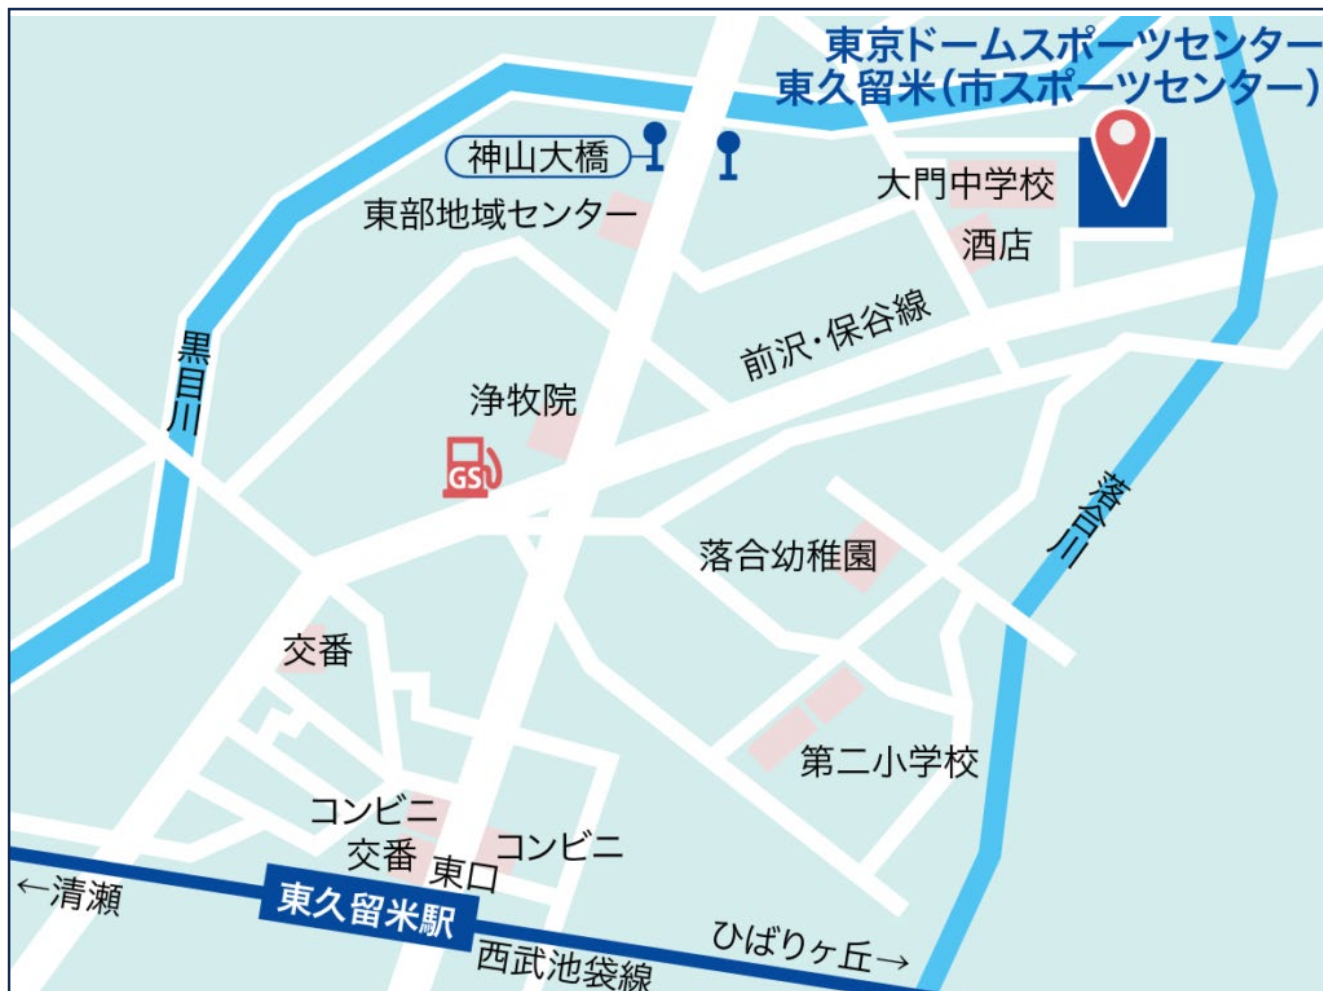 東京ドームスポーツセンター
東久留米(市スポーツセンター)
神山大橋
大門中学校
東部地域センター
酒店
前沢・保谷線
黒目川
浄牧院
GS
落合川
落合幼稚園
交番
第二小学校
コンビニ
コンビニ
交番
東口
←清瀬
東久留米駅
ひばりヶ丘→
西武池袋線